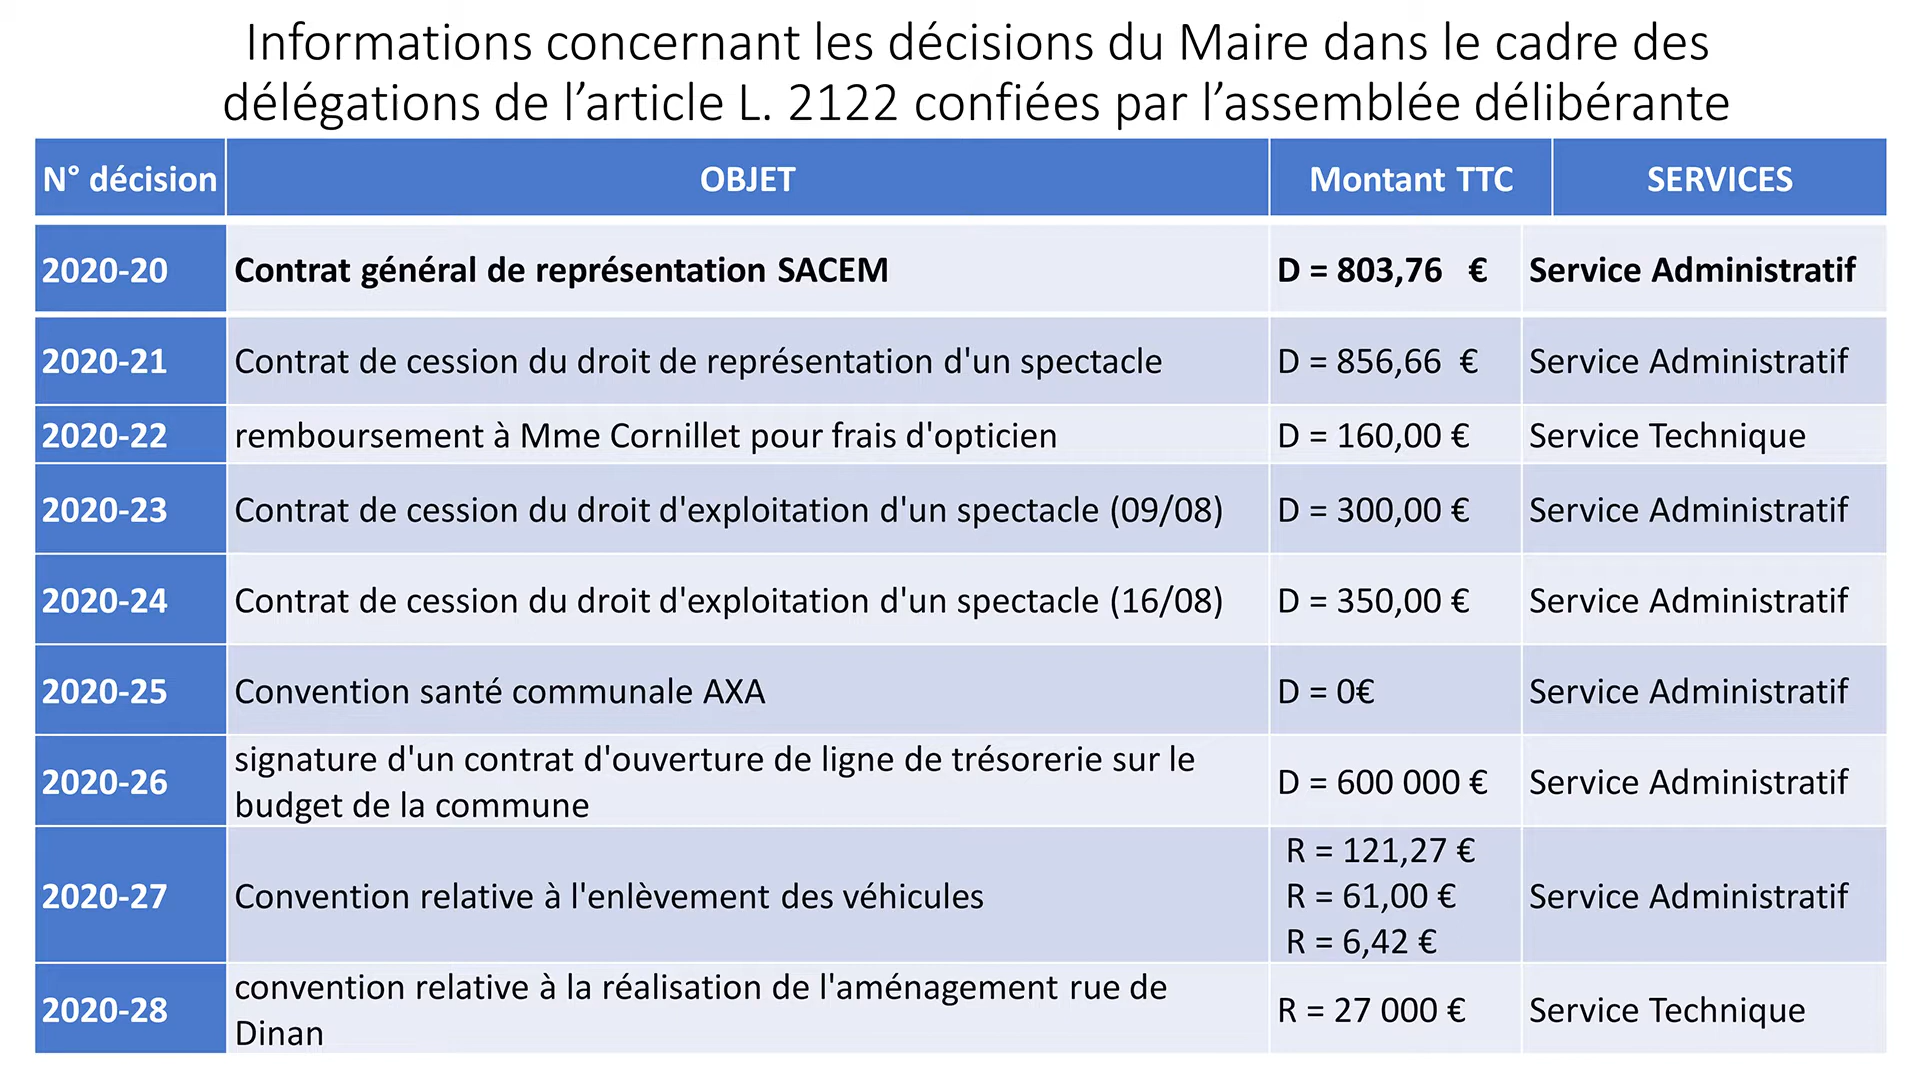 Informations concernant les décisions du Maire dans le cadre des
délégations de l’article L. 2122 confiées par l’assemblée délibérante
N° décision OBJET Montant TTC SERVICES
2020-20 Contrat général de représentation SACEM D = 803,76 € Service Administratif
2020-21 Contrat de cession du droit de représentation d'un spectacle D = 856,66 € Service Administratif
2020-22 remboursement à Mme Cornillet pour frais d'opticien D = 160,00 € Service Technique
2020-23 Contrat de cession du droit d'exploitation d'un spectacle (09/08) D = 300,00 € Service Administratif
2020-24 Contrat de cession du droit d'exploitation d'un spectacle (16/08) D = 350,00 € Service Administratif
2020-25 Convention santé communale AXA D = 0€ Service Administratif
2020-26 signature d'un contrat d'ouverture de ligne de trésorerie sur le
budget de la commune D = 600 000 € Service Administratif
2020-27 Convention relative à l'enlèvement des véhicules R = 121,27 €
R = 61,00 €
R = 6,42 € Service Administratif
2020-28 convention relative à la réalisation de l'aménagement rue de
Dinan R = 27 000 € Service Technique